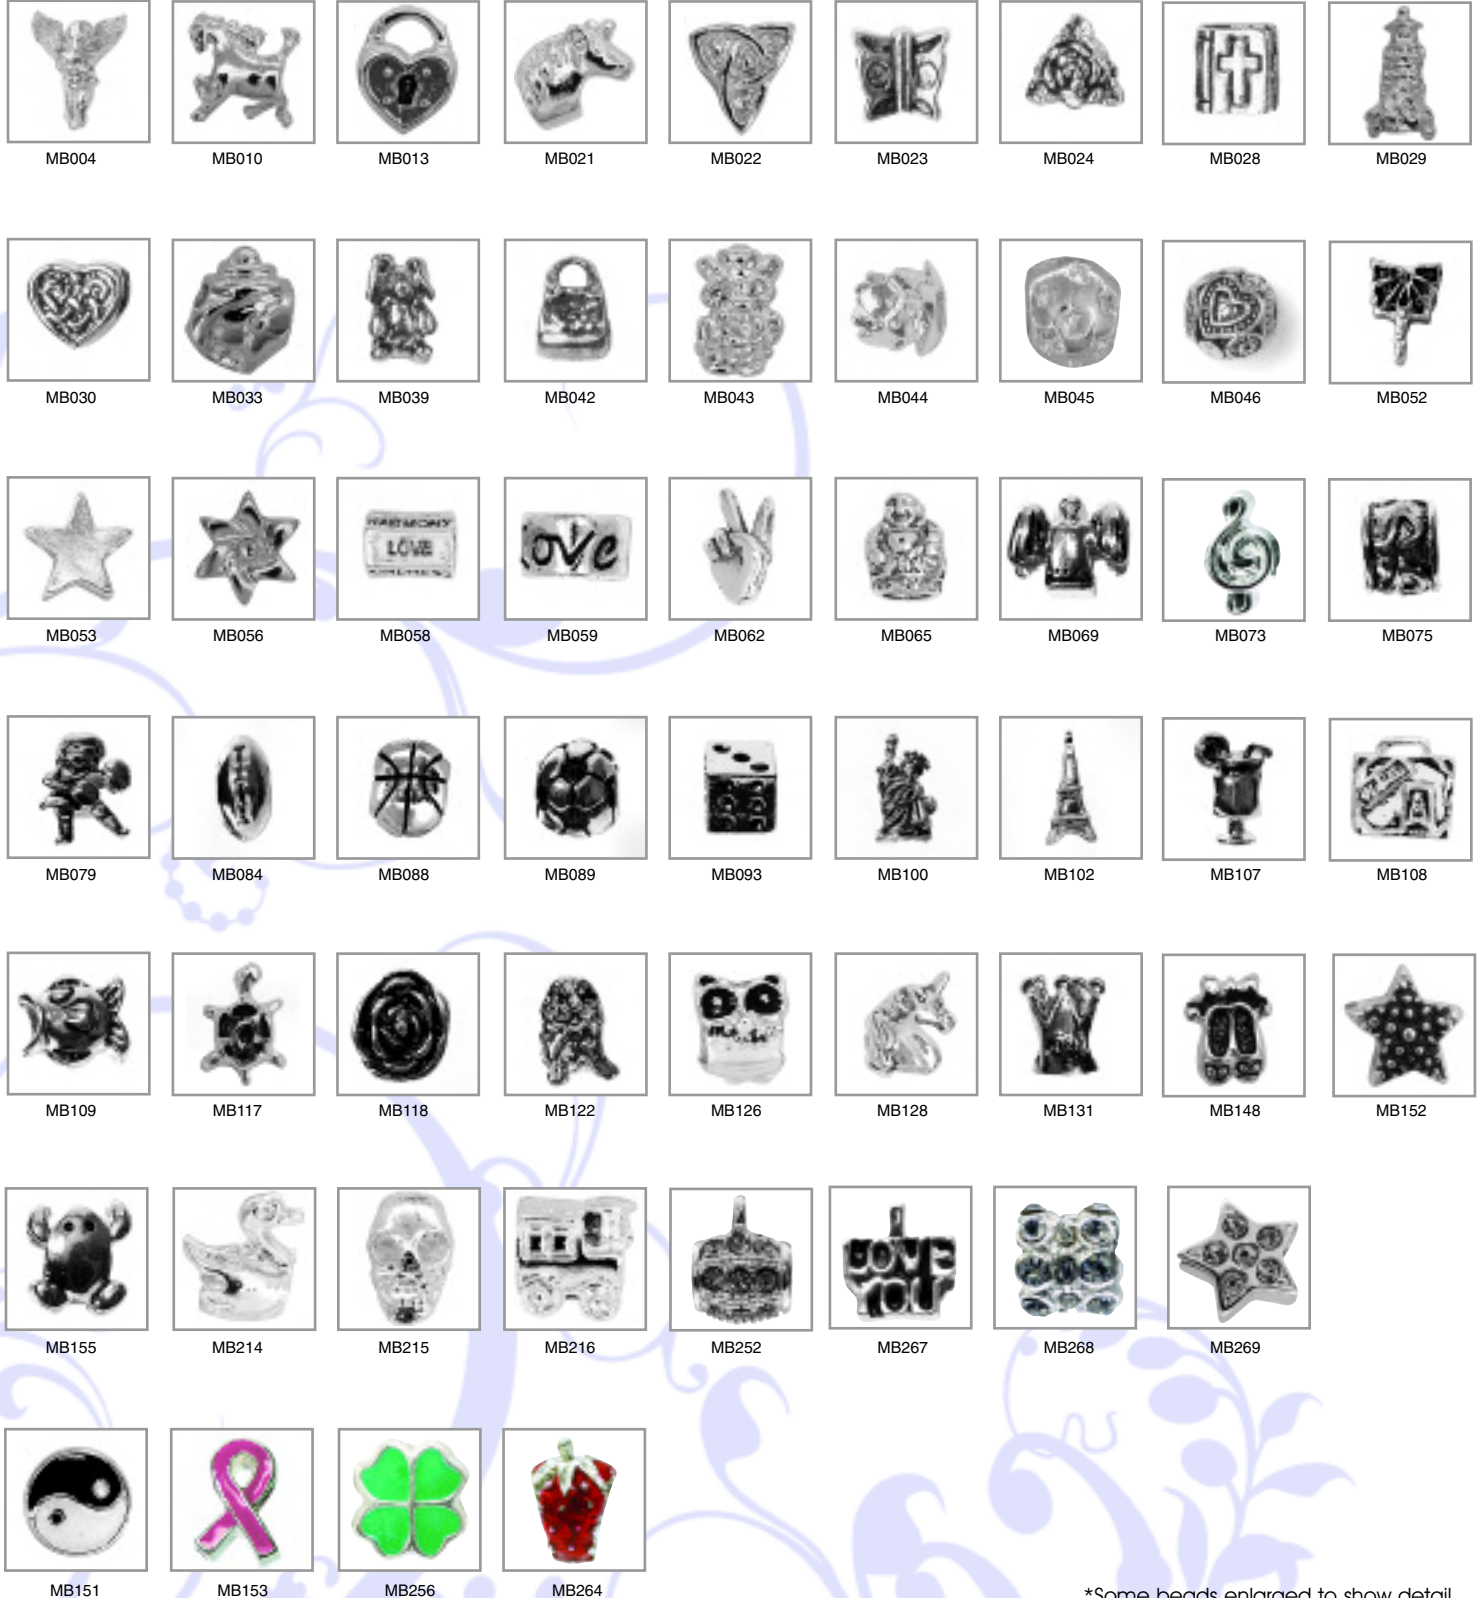 MB004 MB010 MB013 MB021 MB022 MB023 MB024 MB028 MB029
MB030 MB033 MB039 MB042 MB043 MB044 MB045 MB046 MB052
LOVE
MB053 MB056 MB058 MB059 MB062 MB065 MB069 MB073 MB075
MB079 MB084 MB088 MB089 MB093 MB100 MB102 MB107 MB108
MB109 MB117 MB118 MB122 MB126 MB128 MB131 MB148 MB152
MB155 MB214 MB215 MB216 MB252 MB267 MB268 MB269
MB151 MB153 MB256 MB264
*Some beads enlarged to show detail